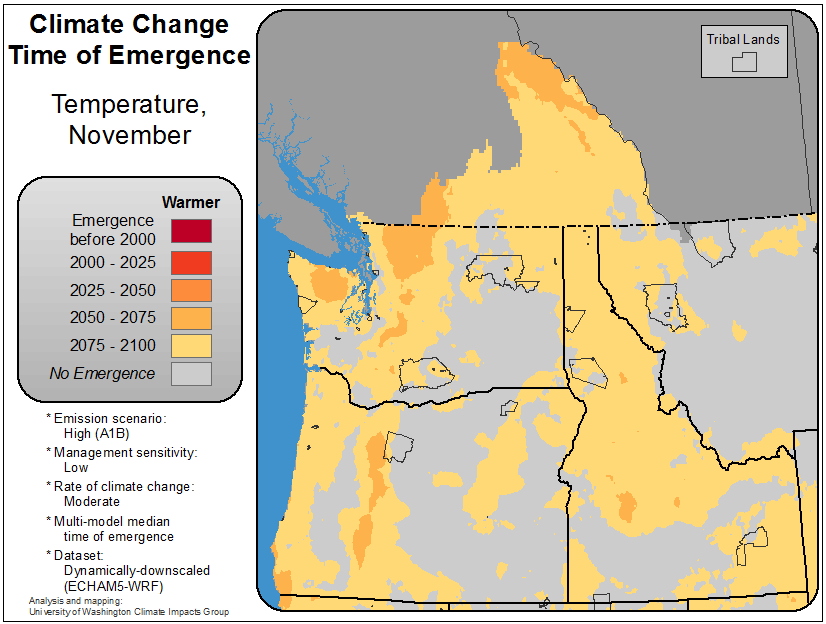 Climate Change
Time of Emergence
Temperature,
November
Warmer
Emergence
before 2000
2000 - 2025
2025 - 2050
2050 - 2075
2075 - 2100
No Emergence
* Emission scenario:
High (A1B)
* Management sensitivity:
Low
* Rate of climate change:
Moderate
* Multi-model median
time of emergence
* Dataset:
Dynamically-downscaled
(ECHAM5-WRF)
Analysis and mapping:
University of Washington Climate Impacts Group
Tribal Lands